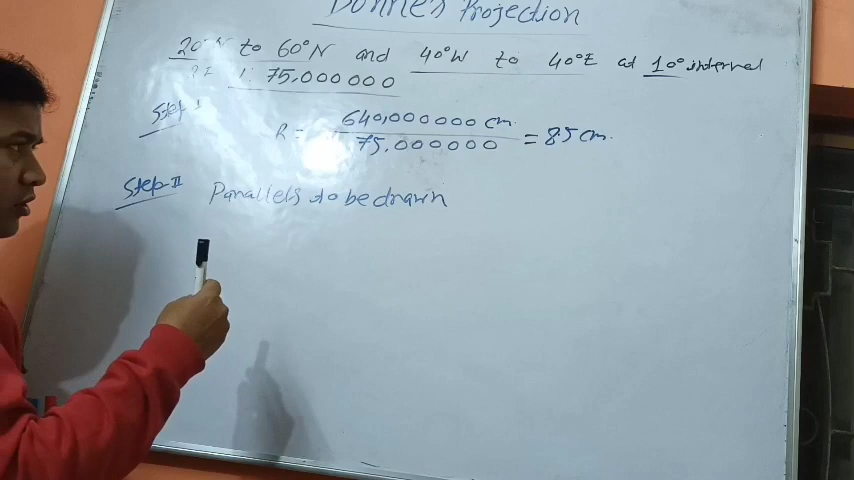 Bonne's Projection
20° N to 60°N and 40°W to 40°E at 10° interval
RF 1: 75,000000
Step I
R = 640,000000 cm. / 75,000000 = 85 cm.
Step II Parallels to be drawn